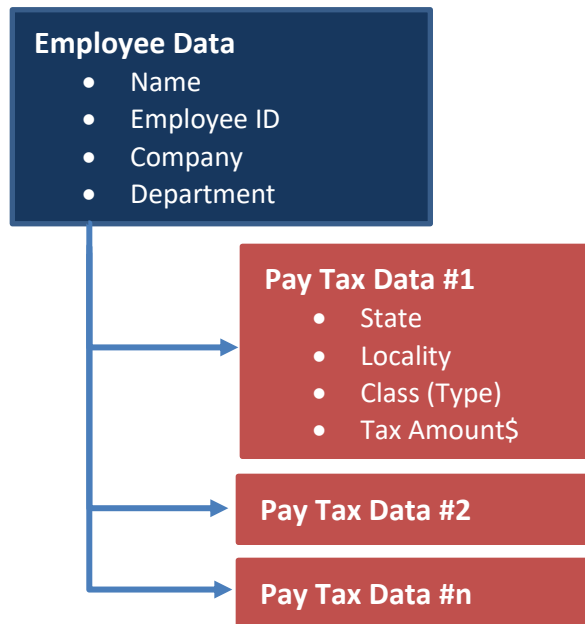 Employee Data
• Name
• Employee ID
• Company
• Department
Pay Tax Data #1
• State
• Locality
• Class (Type)
• Tax Amount$
Pay Tax Data #2
Pay Tax Data #n